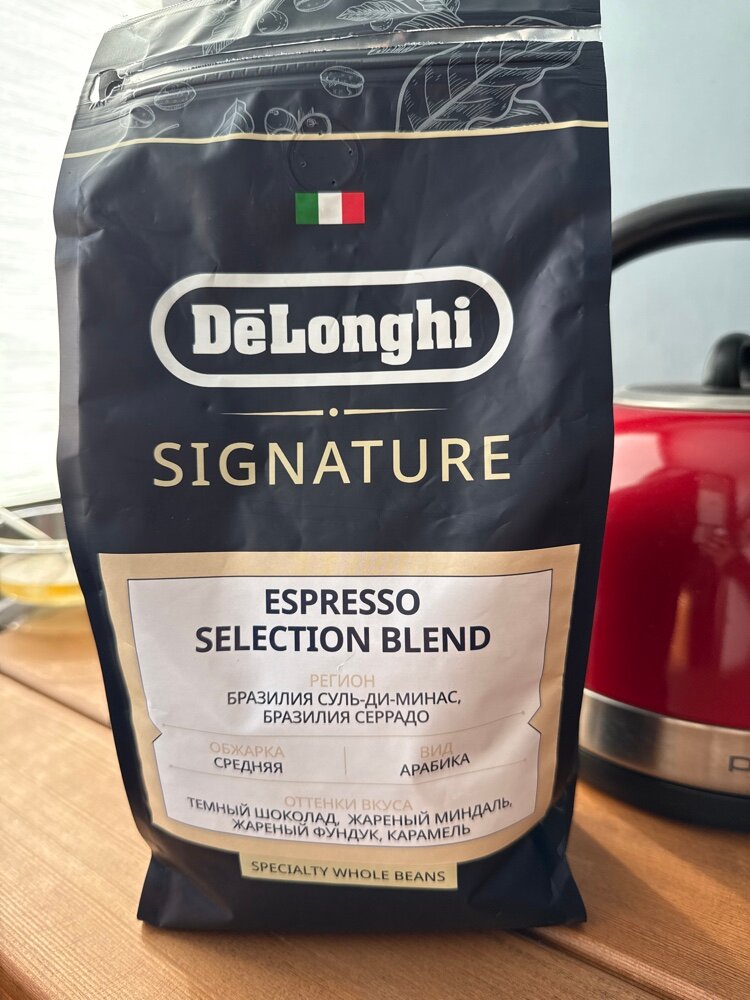 DēLonghi
SIGNATURE
ESPRESSO
SELECTION BLEND
РЕГИОН
БРАЗИЛИЯ СУЛЬ-ДИ-МИНАС,
БРАЗИЛИЯ СЕРРАДО
ОБЖАРКА
СРЕДНЯЯ
ВИД
АРАБИКА
ОТТЕНКИ ВКУСА
ТЕМНЫЙ ШОКОЛАД, ЖАРЕНЫЙ МИНДАЛЬ,
ЖАРЕНЫЙ ФУНДУК, КАРАМЕЛЬ
SPECIALTY WHOLE BEANS